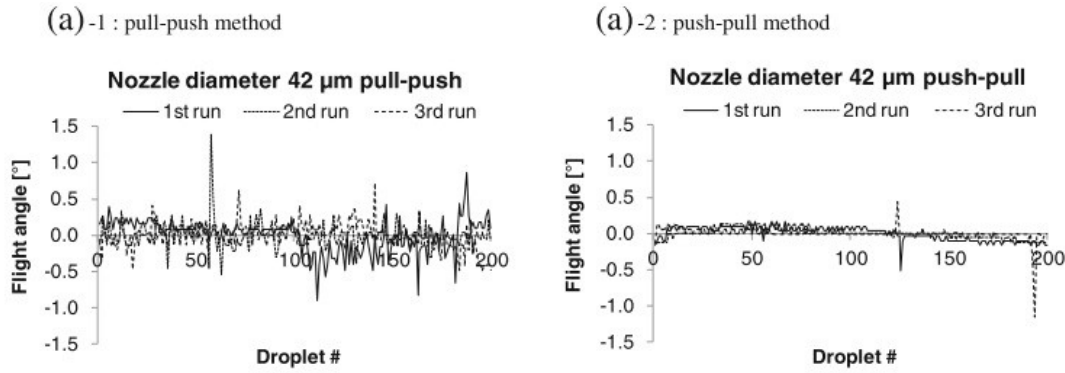 (a) -1 : pull-push method
Nozzle diameter 42 µm pull-push
1st run 2nd run 3rd run
1.5
1.0
0.5
0.0
-0.5
-1.0
-1.5
Flight angle [°]
0 50 100 150 200
Droplet #
(a) -2 : push-pull method
Nozzle diameter 42 µm push-pull
1st run 2nd run 3rd run
1.5
1.0
0.5
0.0
-0.5
-1.0
-1.5
Flight angle [°]
0 50 100 150 200
Droplet #